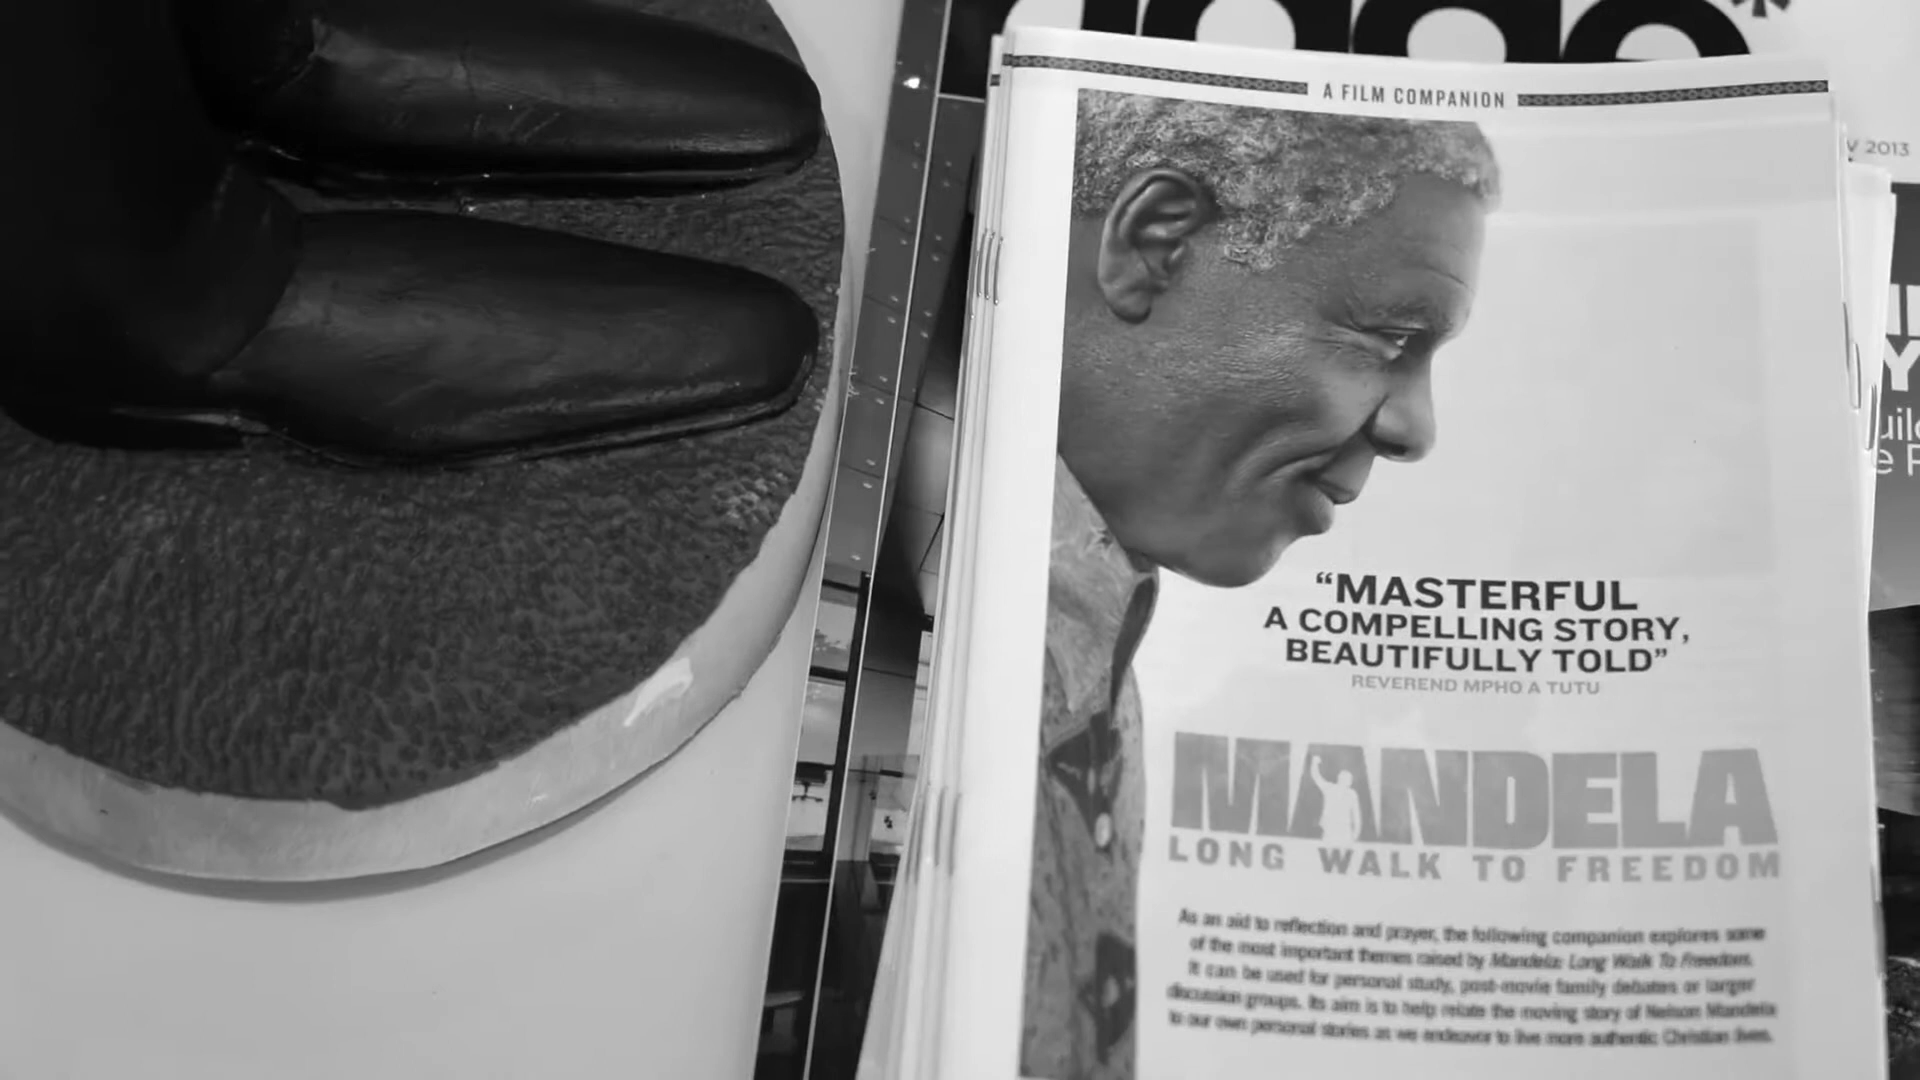 A FILM COMPANION
V 2013
“MASTERFUL
A COMPELLING STORY,
BEAUTIFULLY TOLD”
REVEREND MPHO A TUTU
MANDELA
LONG WALK TO FREEDOM
As an aid to reflection and prayer, the following companion explores some
of the most important themes raised by Mandela: Long Walk To Freedom.
It can be used for personal study, post-movie family debates or larger
discussion groups. Its aim is to help relate the moving story of Nelson Mandela
to our own personal stories as we endeavor to live more authentic Christian lives.